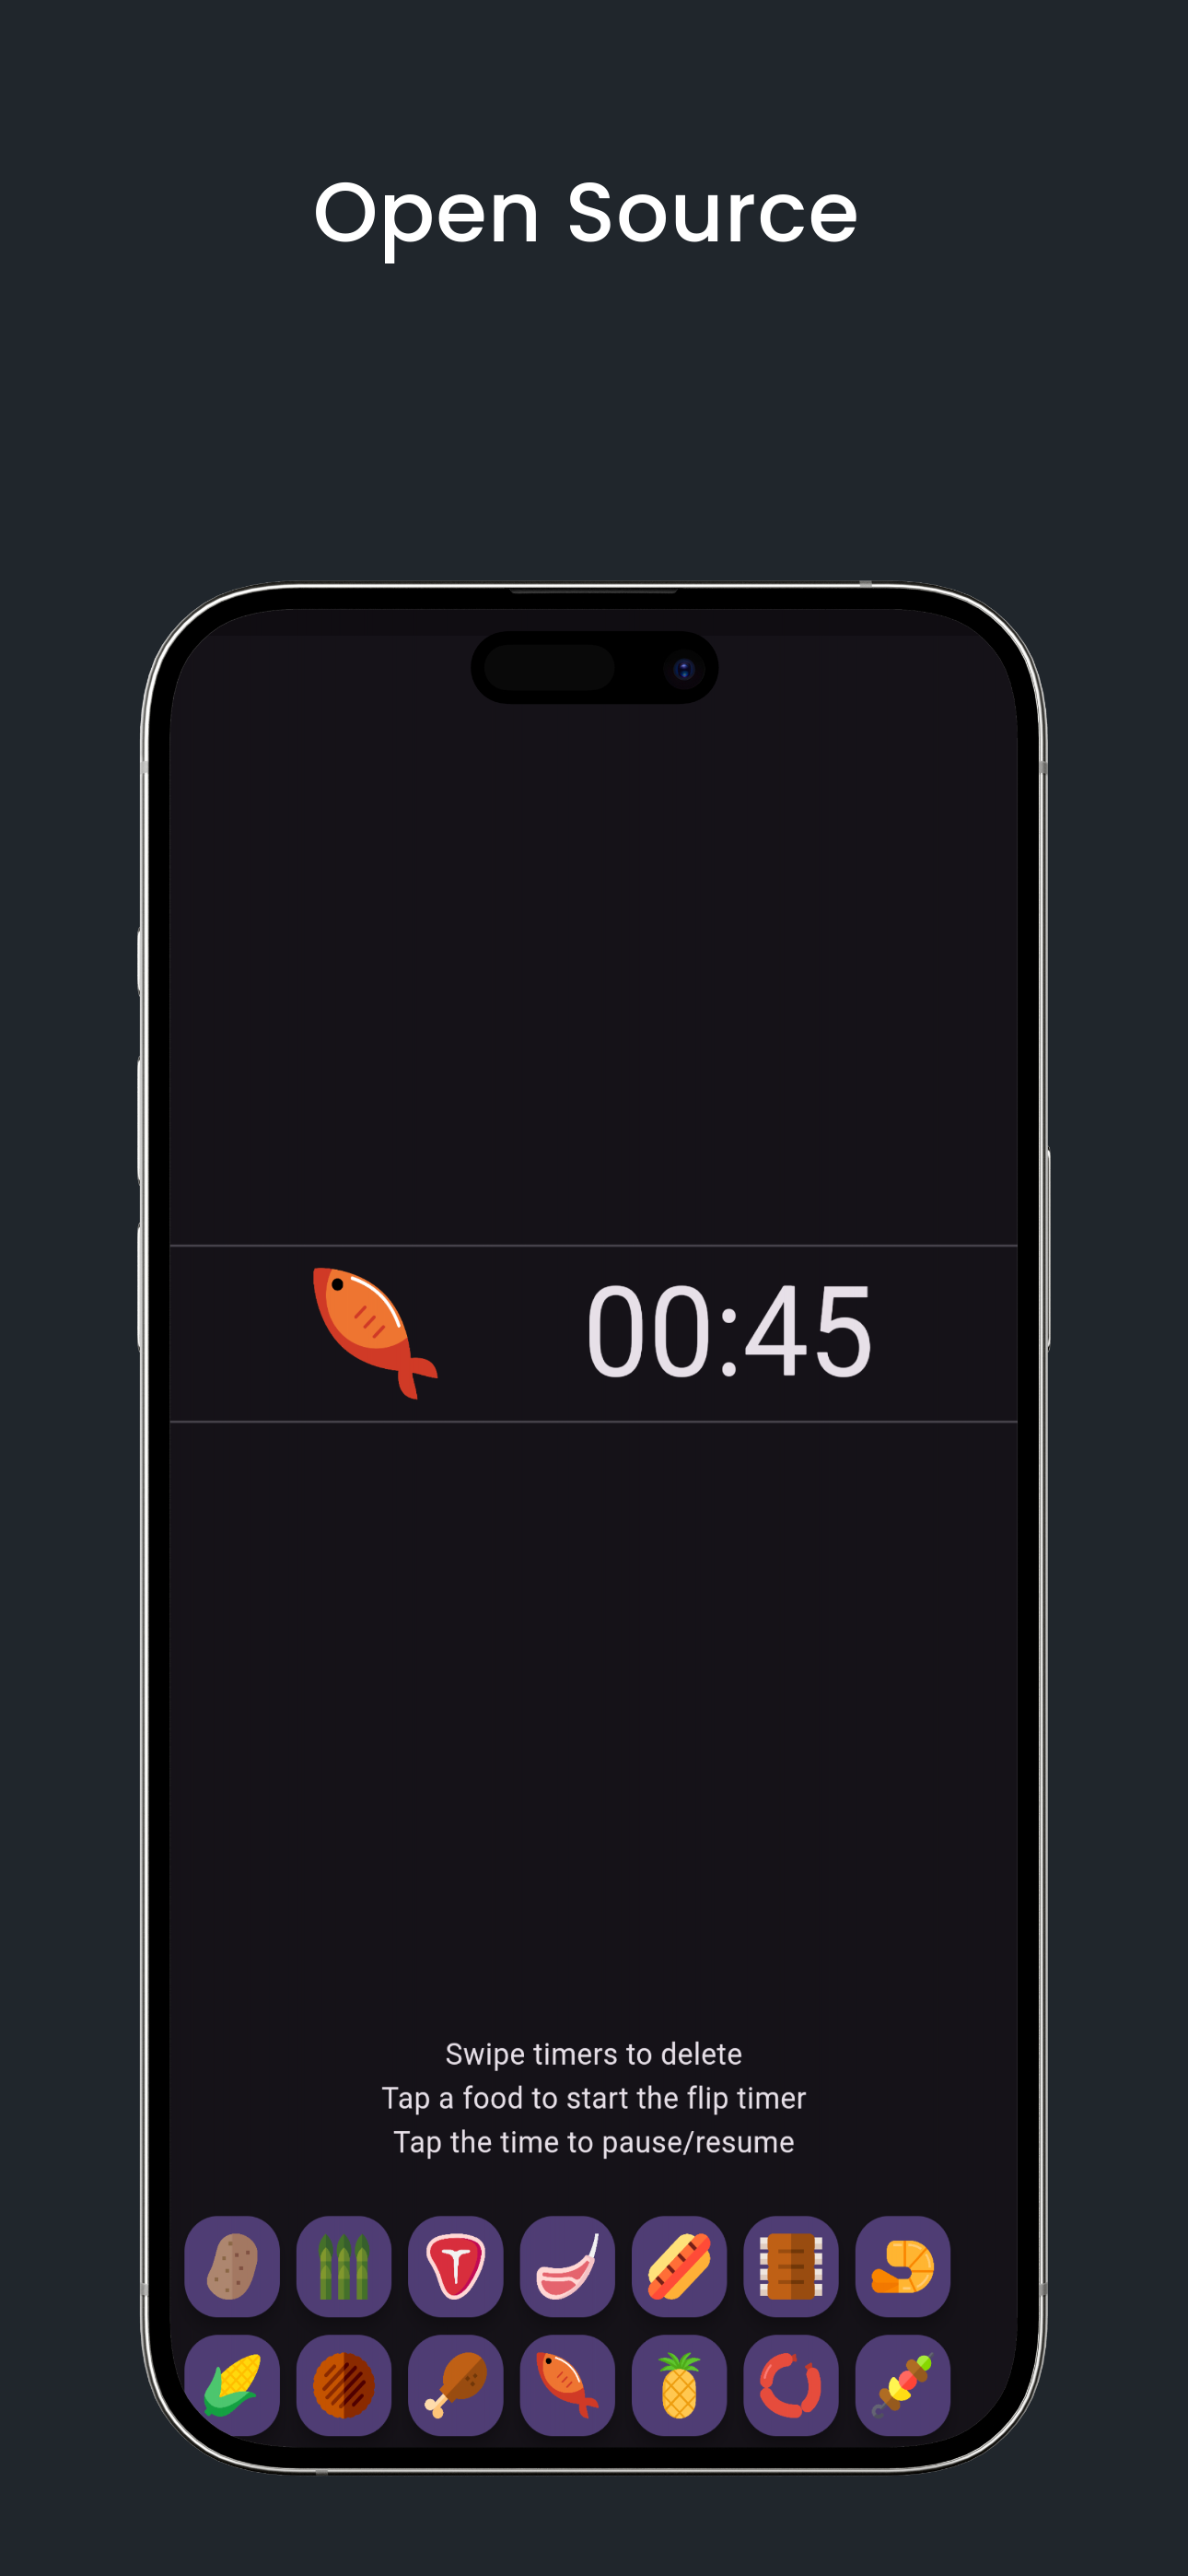 Open Source
00:45
Swipe timers to delete
Tap a food to start the flip timer
Tap the time to pause/resume